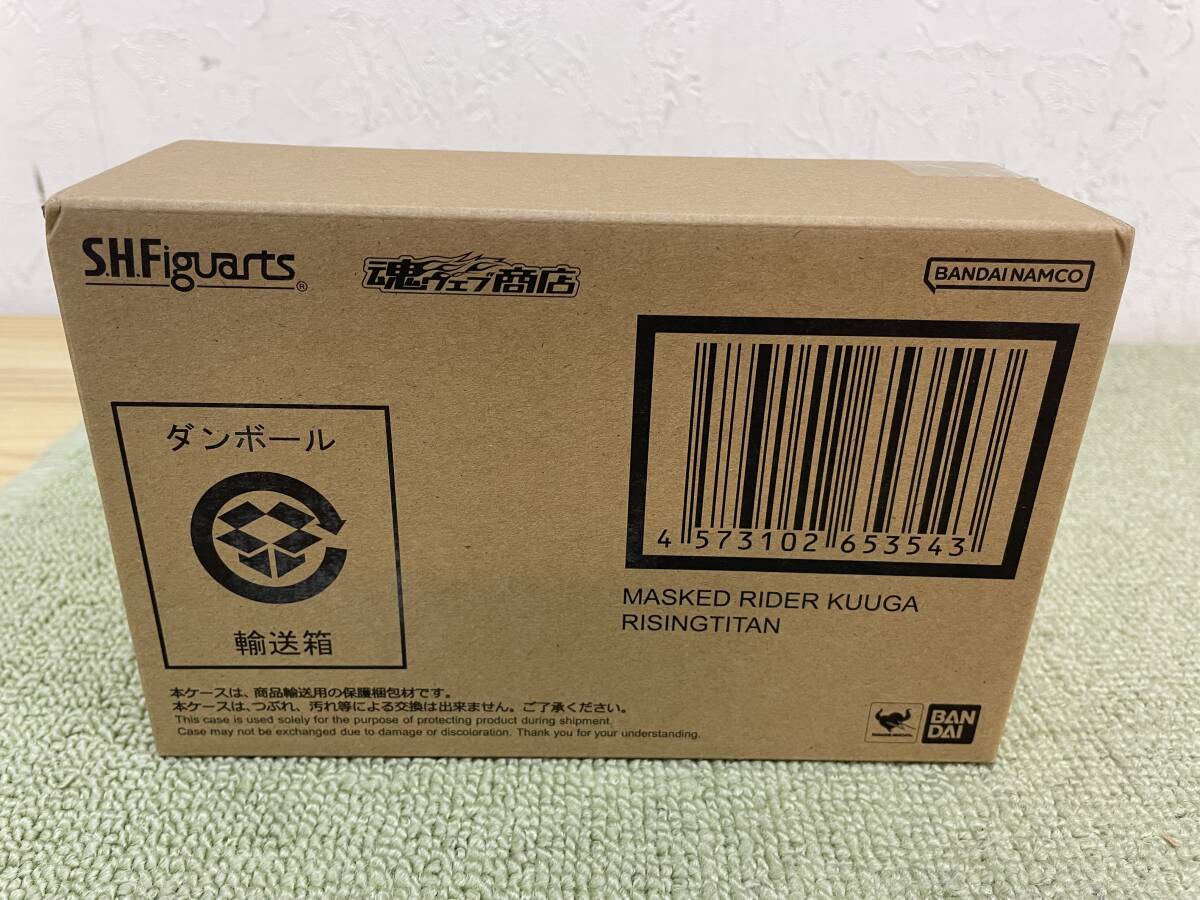 S.H.Figuarts®
魂ウェブ商店
BANDAI NAMCO
ダンボール
輸送箱
4 573102 653543
MASKED RIDER KUUGA
RISINGTITAN
本ケースは、商品輸送用の保護梱包材です。
本ケースは、つぶれ、汚れ等による交換は出来ません。ご了承ください。
This case is used solely for the purpose of protecting product during shipment.
Case may not be exchanged due to damage or discoloration. Thank you for your understanding.
BAN
DAI